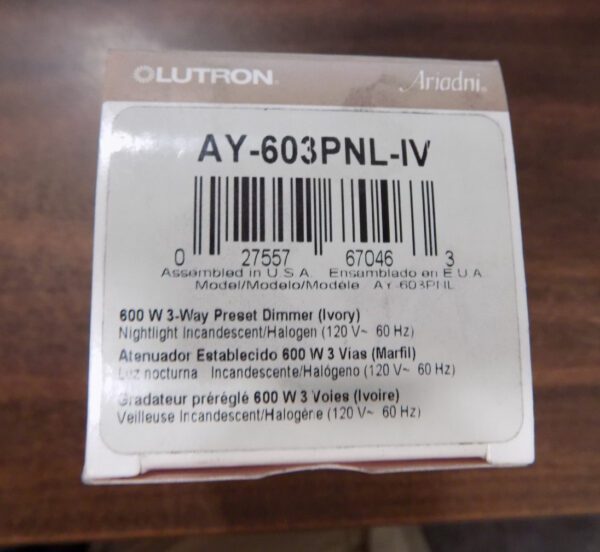 LUTRON® Ariadni®
AY-603PNL-IV
0 27557 67046 3
Assembled in U.S.A. Ensamblado en E.U.A.
Model/Modelo/Modèle AY-603PNL
600 W 3-Way Preset Dimmer (Ivory)
Nightlight Incandescent/Halogen (120 V~ 60 Hz)
Atenuador Establecido 600 W 3 Vias (Marfil)
Luz nocturna Incandescente/Halógeno (120 V~ 60 Hz)
Gradateur préréglé 600 W 3 Voies (Ivoire)
Veilleuse Incandescent/Halogérie (120 V~ 60 Hz)